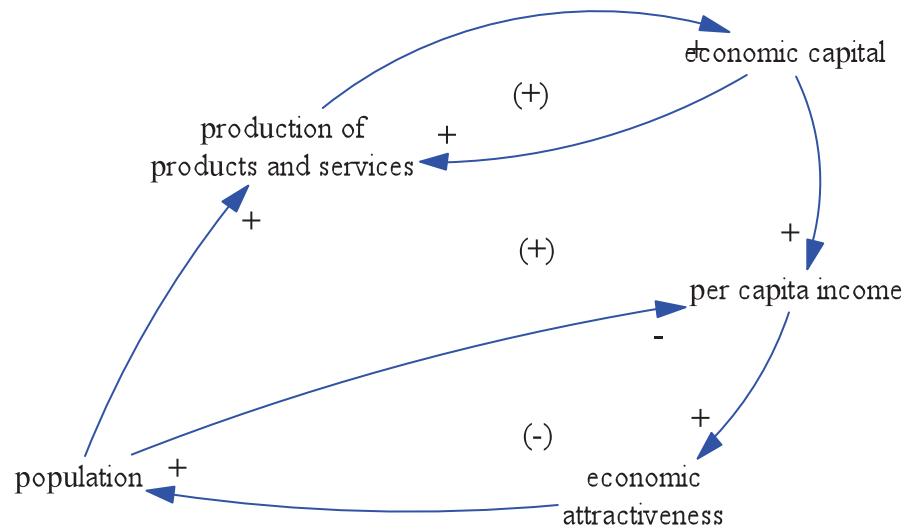 +
economic capital
(+)
production of
products and services
+
+
(+)
+
per capita income
-
+
(-)
population
+
economic
attractiveness